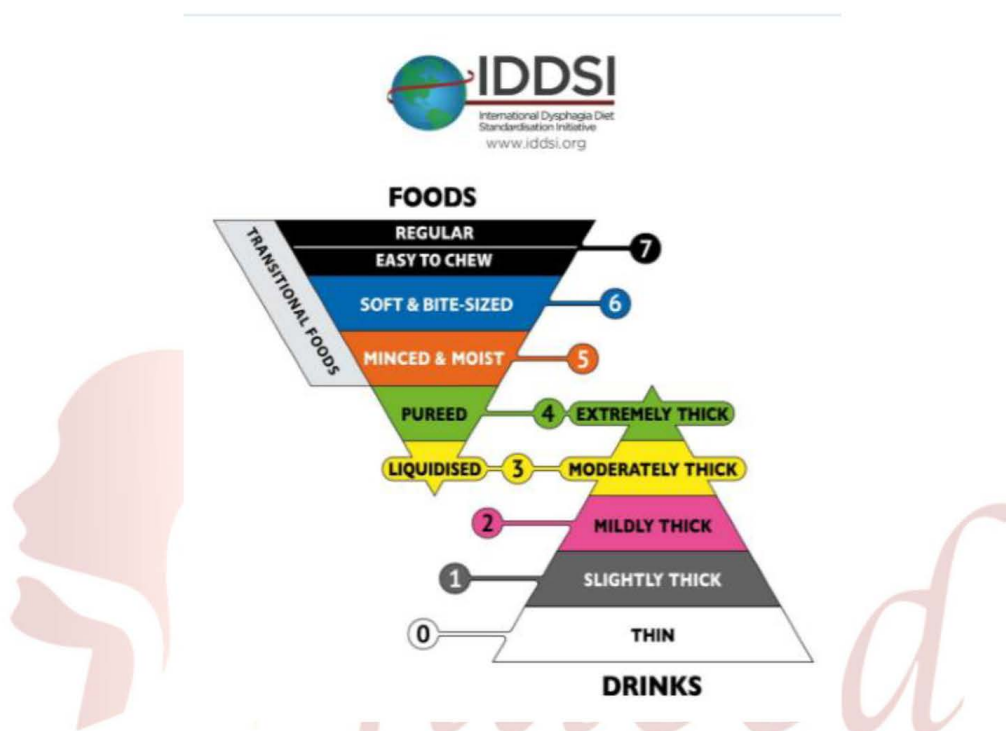 IDDSI
International Dysphagia Diet
Standardisation Initiative
www.iddsi.org
FOODS
TRANSITIONAL FOODS
REGULAR
EASY TO CHEW
7
SOFT & BITE-SIZED
6
MINCED & MOIST
5
PUREED
4
EXTREMELY THICK
LIQUIDISED
3
MODERATELY THICK
2
MILDLY THICK
1
SLIGHTLY THICK
0
THIN
DRINKS